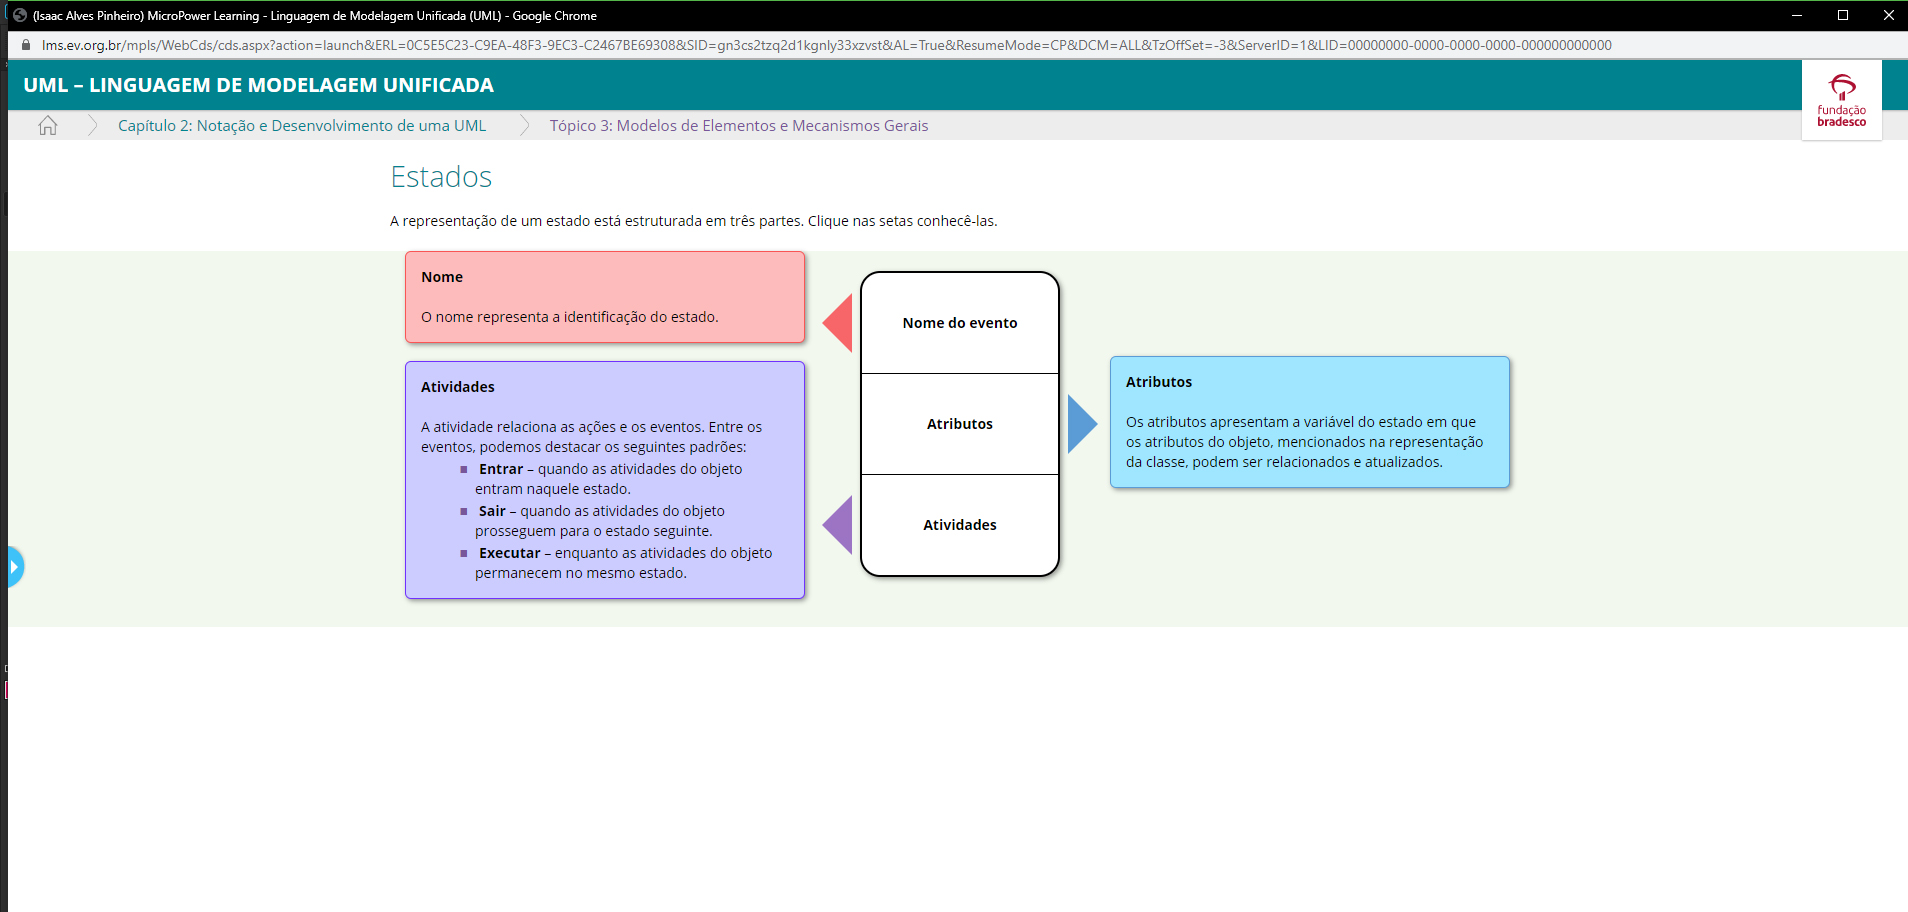 (Isaac Alves Pinheiro) MicroPower Learning - Linguagem de Modelagem Unificada (UML) - Google Chrome
lms.ev.org.br/mpls/WebCds/cds.aspx?action=launch&ERL=0C5E5C23-C9EA-48F3-9EC3-C2467BE69308&SID=gn3cs2tzq2d1kgnly33xzvst&AL=True&ResumeMode=CP&DCM=ALL&TzOffSet=-3&ServerID=1&LID=00000000-0000-0000-0000-000000000000
UML – LINGUAGEM DE MODELAGEM UNIFICADA
fundação
bradesco
Capítulo 2: Notação e Desenvolvimento de uma UML
Tópico 3: Modelos de Elementos e Mecanismos Gerais
Estados
A representação de um estado está estruturada em três partes. Clique nas setas conhecê-las.
Nome
O nome representa a identificação do estado.
Nome do evento
Atributos
Atividades
Atividades
A atividade relaciona as ações e os eventos. Entre os
eventos, podemos destacar os seguintes padrões:
Entrar – quando as atividades do objeto
entram naquele estado.
Sair – quando as atividades do objeto
prosseguem para o estado seguinte.
Executar – enquanto as atividades do objeto
permanecem no mesmo estado.
Atributos
Os atributos apresentam a variável do estado em que
os atributos do objeto, mencionados na representação
da classe, podem ser relacionados e atualizados.